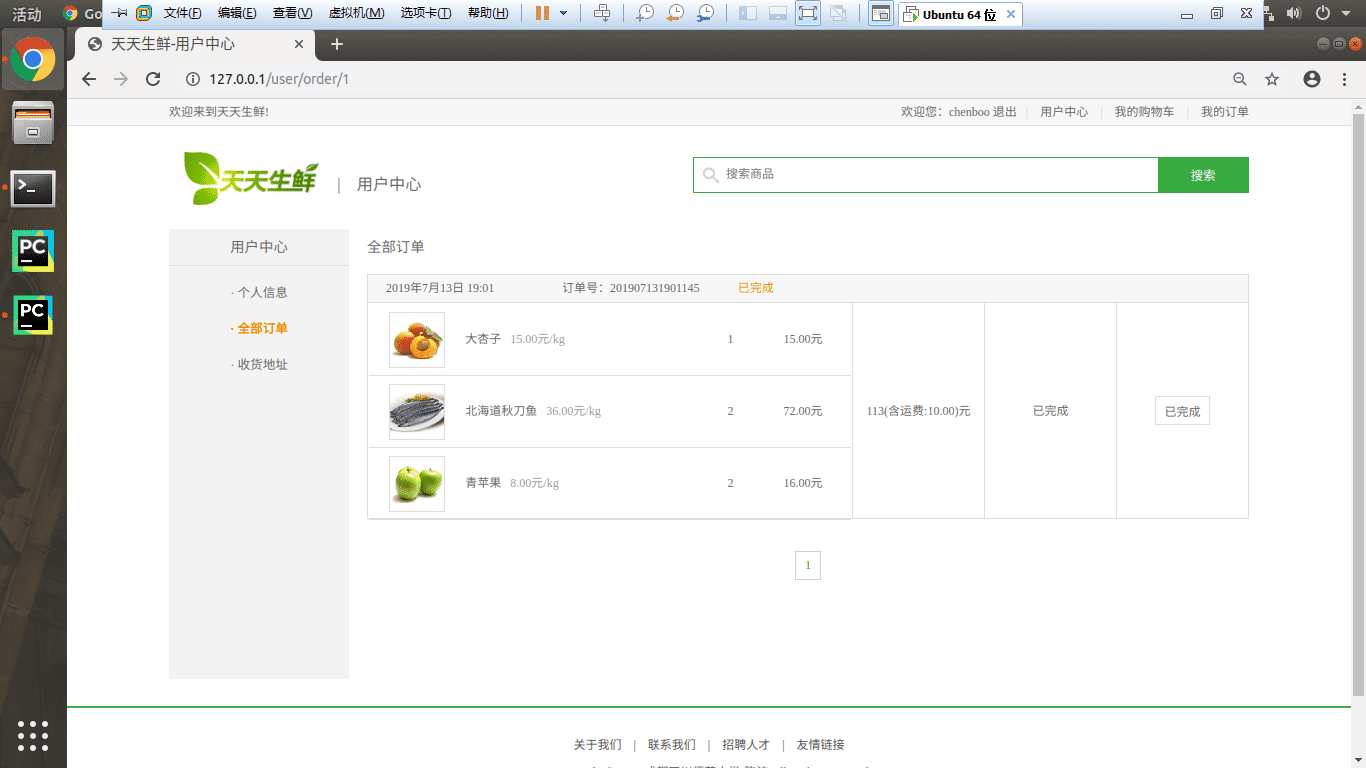 活动 Go 文件(F) 编辑(E) 查看(V) 虚拟机(M) 选项卡(T) 帮助(H) Ubuntu 64 位
天天生鲜-用户中心
127.0.0.1/user/order/1
欢迎来到天天生鲜! 欢迎您：chenboo 退出 | 用户中心 | 我的购物车 | 我的订单
天天生鲜 | 用户中心 搜索商品 搜索
用户中心 全部订单
· 个人信息
· 全部订单
· 收货地址
2019年7月13日 19:01 订单号：201907131901145 已完成
大杏子 15.00元/kg 1 15.00元
北海道秋刀鱼 36.00元/kg 2 72.00元 113(含运费:10.00)元 已完成 已完成
青苹果 8.00元/kg 2 16.00元
1
PC
PC
关于我们 | 联系我们 | 招聘人才 | 友情链接